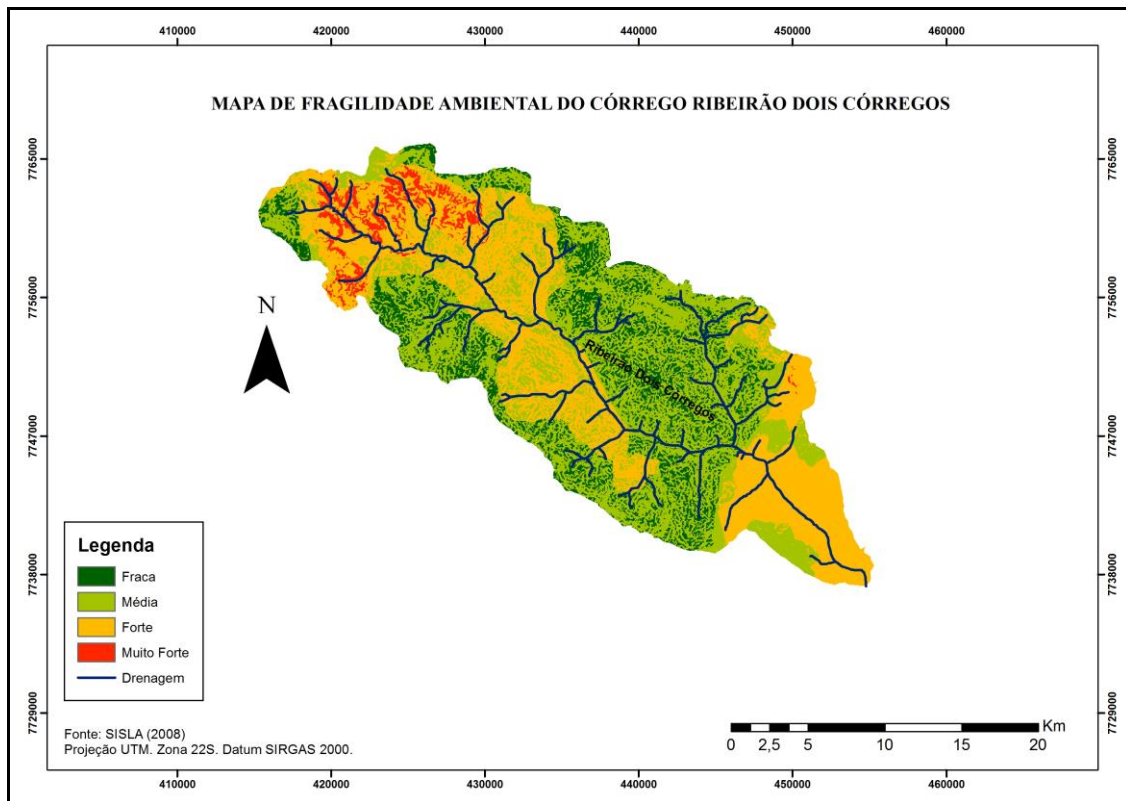 410000 420000 430000 440000 450000 460000
MAPA DE FRAGILIDADE AMBIENTAL DO CÓRREGO RIBEIRÃO DOIS CÓRREGOS
7765000 7765000
7756000 7756000
N
Ribeirão Dois Córregos
7747000 7747000
Legenda
Fraca
Média
Forte
Muito Forte
Drenagem
7738000 7738000
7729000 7729000
Fonte: SISLA (2008)
Projeção UTM. Zona 22S. Datum SIRGAS 2000.
Km
0 2,5 5 10 15 20
410000 420000 430000 440000 450000 460000